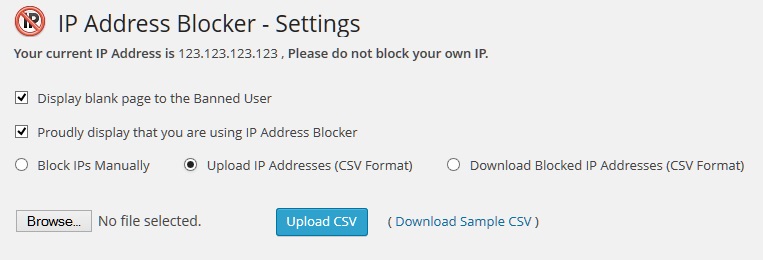 IP
IP Address Blocker - Settings
Your current IP Address is 123.123.123.123 , Please do not block your own IP.
Display blank page to the Banned User
Proudly display that you are using IP Address Blocker
Block IPs Manually Upload IP Addresses (CSV Format) Download Blocked IP Addresses (CSV Format)
Browse... No file selected. Upload CSV ( Download Sample CSV )